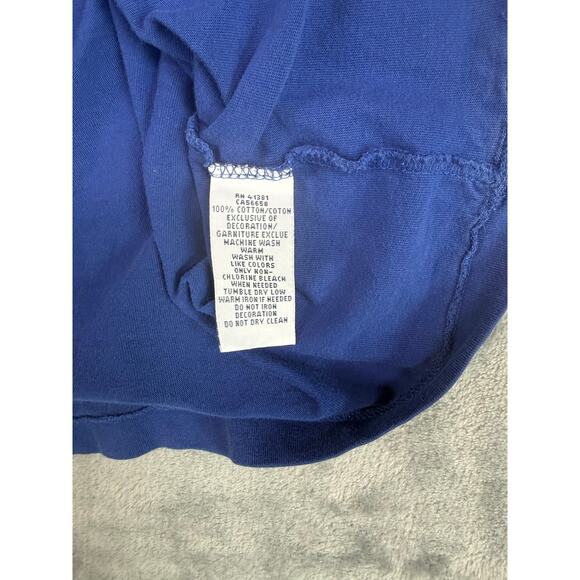 RN 41381
CA56658
100% COTTON/COTON
EXCLUSIVE OF
DECORATION/
GARNITURE EXCLUE
MACHINE WASH
WARM
WASH WITH
LIKE COLORS
ONLY NON-
CHLORINE BLEACH
WHEN NEEDED
TUMBLE DRY LOW
WARM IRON IF NEEDED
DO NOT IRON
DECORATION
DO NOT DRY CLEAN